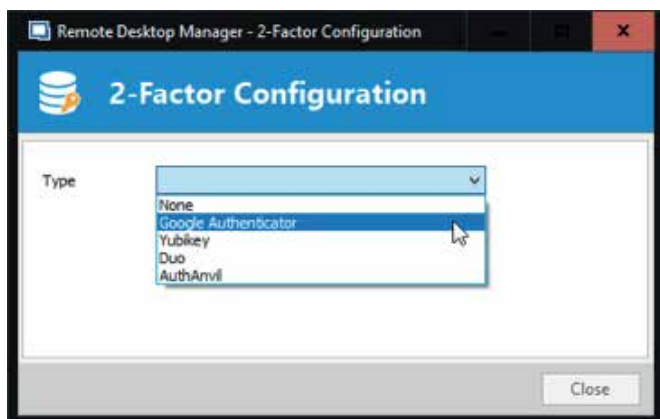 Remote Desktop Manager - 2-Factor Configuration
2-Factor Configuration
Type
None
Google Authenticator
Yubikey
Duo
AuthAnvil
Close